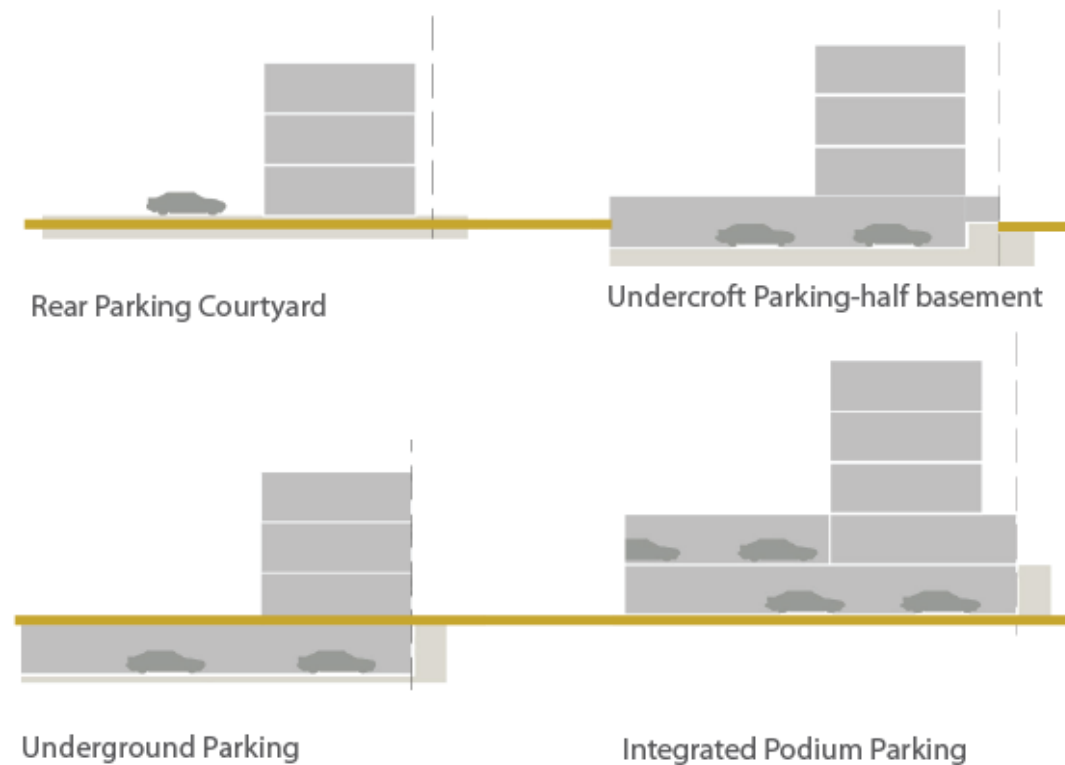 Rear Parking Courtyard
Undercroft Parking-half basement
Underground Parking
Integrated Podium Parking